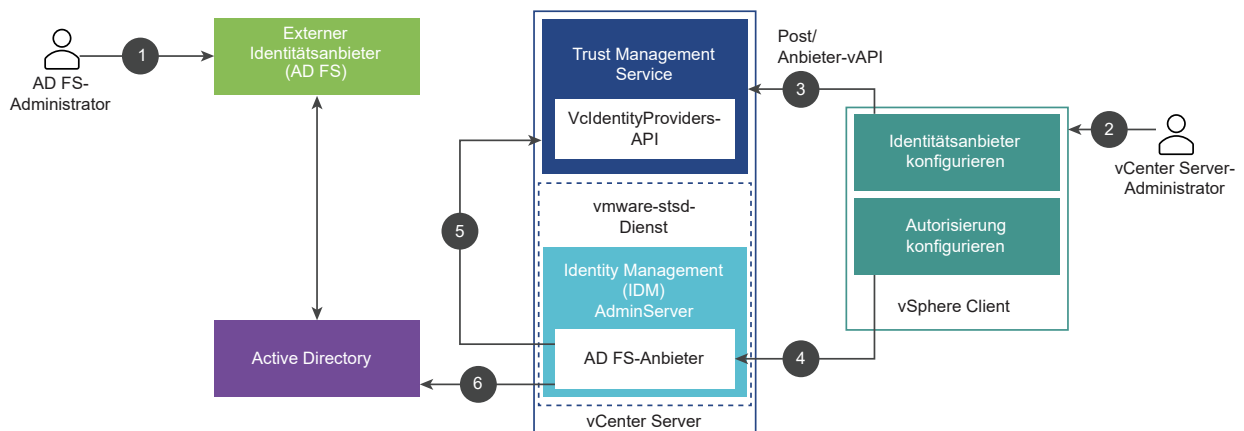 AD FS-
Administrator
1
Externer
Identitätsanbieter
(AD FS)
Active Directory
Trust Management
Service
VcIdentityProviders-
API
vmware-stsd-
Dienst
Identity Management
(IDM)
AdminServer
AD FS-Anbieter
vCenter Server
5
6
Post/
Anbieter-vAPI
3
4
Identitätsanbieter
konfigurieren
Autorisierung
konfigurieren
vSphere Client
2
vCenter Server-
Administrator